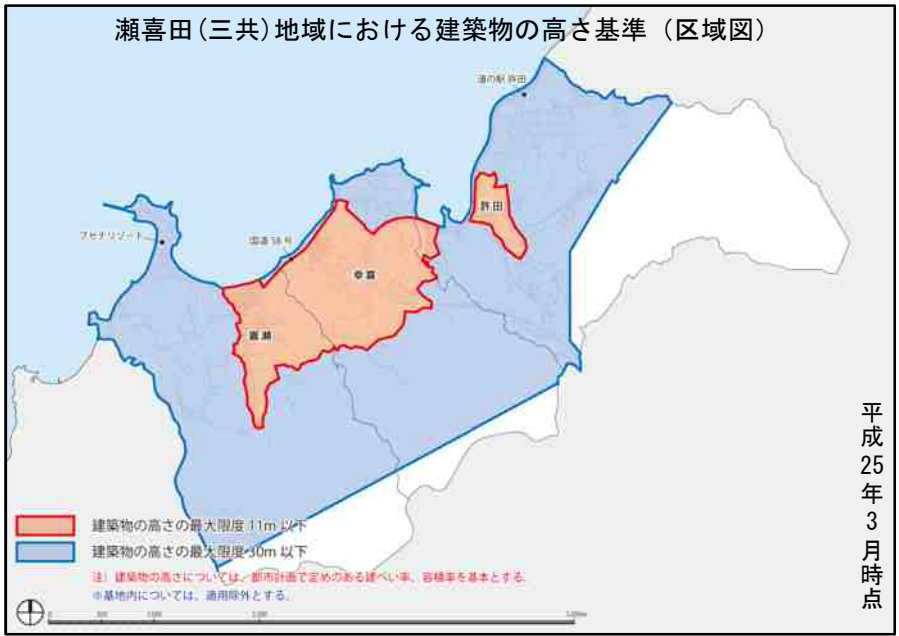 瀬喜田(三共)地域における建築物の高さ基準（区域図）
道の駅 許田
許田
ブセナリゾート
国道58号
幸喜
喜瀬
平成25年3月時点
建築物の高さの最大限度 11m 以下
建築物の高さの最大限度 30m 以下
注）建築物の高さについては、都市計画で定めのある建ぺい率、容積率を基本とする。
※基地内については、適用除外とする。
0